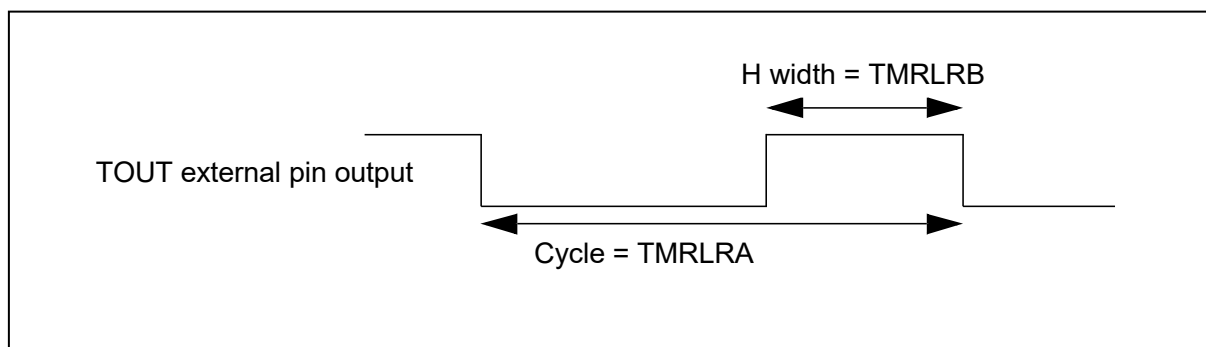 H width = TMRLRB
TOUT external pin output
Cycle = TMRLRA